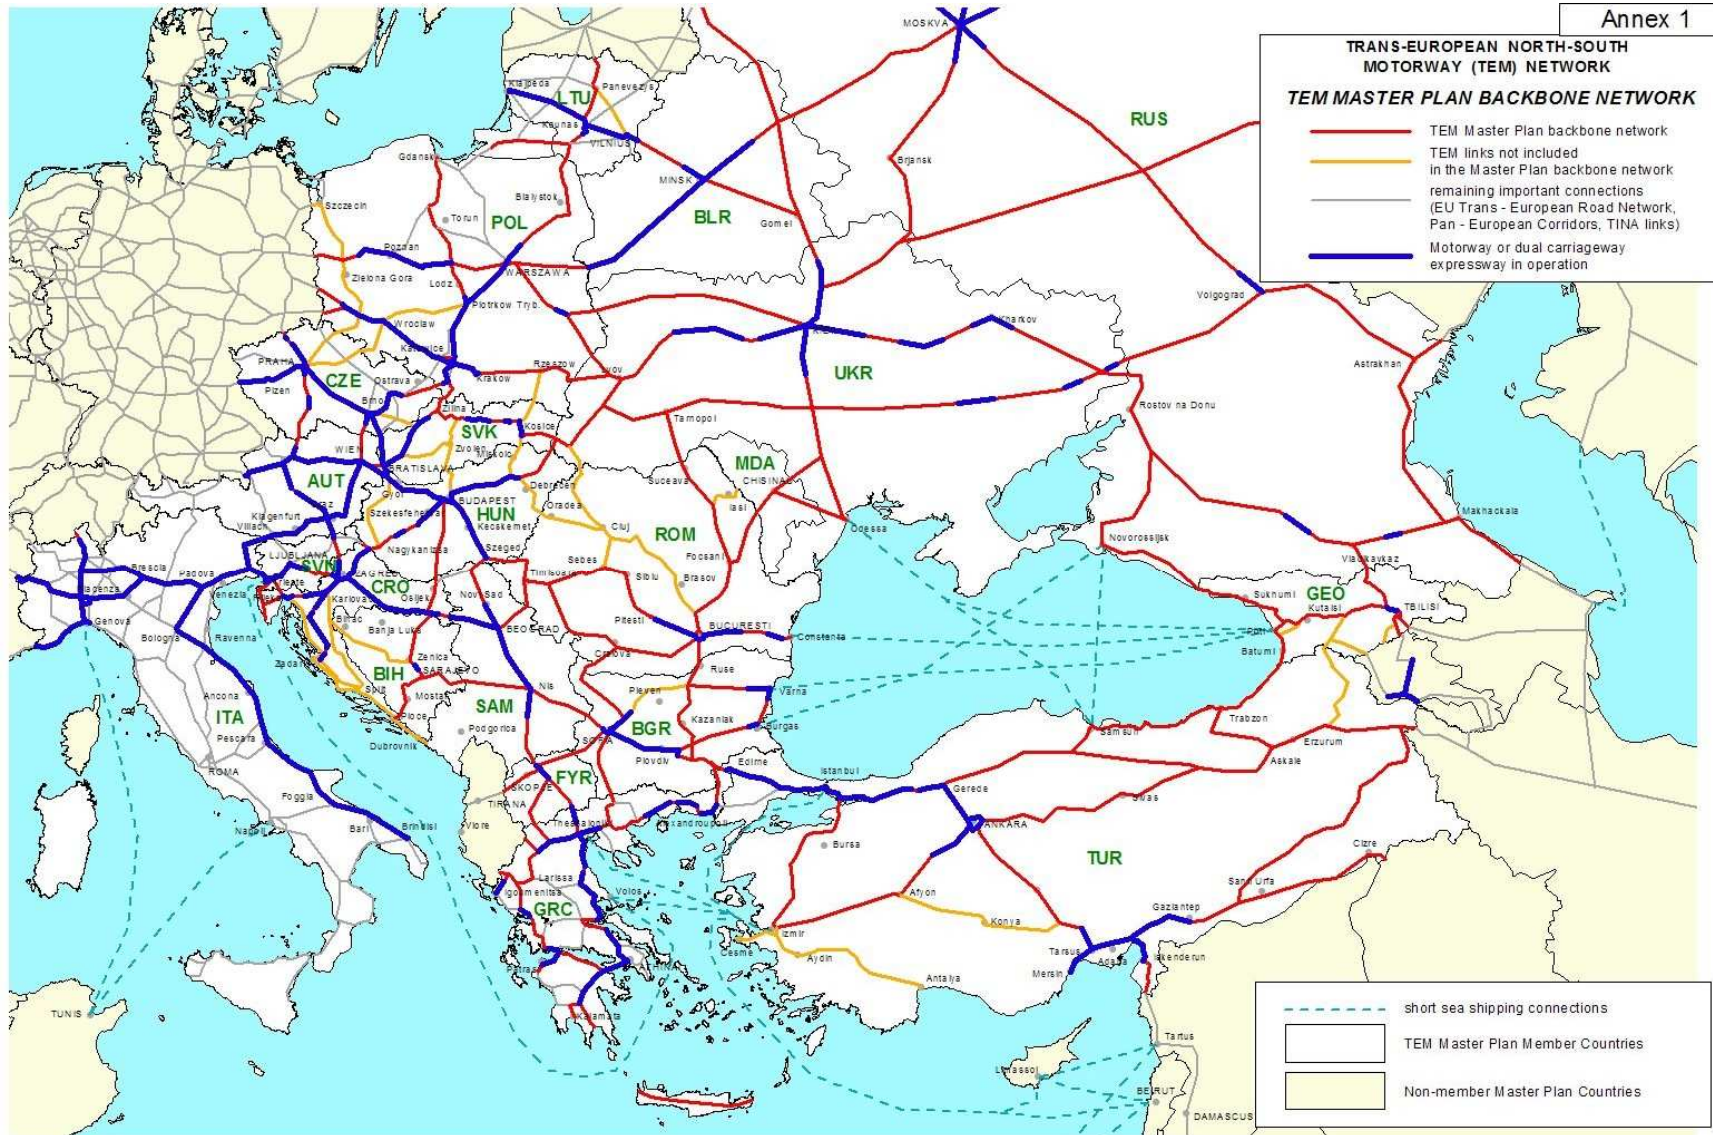 Annex 1
TRANS-EUROPEAN NORTH-SOUTH
MOTORWAY (TEM) NETWORK
TEM MASTER PLAN BACKBONE NETWORK
TEM Master Plan backbone network
TEM links not included
in the Master Plan backbone network
remaining important connections
(EU Trans - European Road Network,
Pan - European Corridors, TINA links)
Motorway or dual carriageway
expressway in operation
MOSKVA
RUS
Klajpeda
Panevezys
LTU
Kaunas
VILNIUS
Gdansk
MINSK
Brjansk
Szczecin
Torun
Bialystok
POL
BLR
Gomel
Poznan
Zielona Gora
Lodz
WARSZAWA
Piotrkow Tryb.
Volgograd
Wroclaw
Kharkov
PRAHA
Katowice
Rzeszow
Lvov
Astrakhan
CZE
Ostrava
Krakow
UKR
Plzen
Brno
Zilina
Tarnopol
Rostov na Donu
SVK
Kosice
WIEN
Zvolen
Miskolc
BRATISLAVA
MDA
AUT
Suceava
CHISINAU
Gyor
Debrecen
BUDAPEST
Iasi
Klagenfurt
Szekesfehervar
HUN
Oradea
Villach
Kecskemet
Cluj
ROM
Odessa
Makhackala
Novorossijsk
LJUBLJANA
Nagykanizsa
Szeged
Sebes
Focsani
Vladikavkaz
Brescia
Padova
SVN
ZAGREB
CRO
Timisoara
Sibiu
Brasov
GEO
Sukhumi
Venezia
Trieste
Karlovac
Osijek
Novi Sad
Kutaisi
TBILISI
Genova
Bihac
Banja Luka
BEOGRAD
Pitesti
BUCURESTI
Constanta
Poti
Bologna
Ravenna
Batumi
Zenica
Craiova
Zadar
BIH
SARAJEVO
Ruse
Ancona
Split
Mostar
Nis
Pleven
Varna
ITA
Ploce
SAM
Kazanlak
Trabzon
Pescara
Podgorica
BGR
Burgas
Samsun
Dubrovnik
SOFIA
Erzurum
ROMA
FYR
Plovdiv
Edirne
Istanbul
Askale
SKOPJE
Foggia
TIRANA
Gerede
Sivas
Napoli
Bari
Brindisi
Vlore
Thessaloniki
Alexandroupoli
ANKARA
Bursa
TUR
Cizre
Larissa
Igoumenitsa
Volos
Afyon
Sanli Urfa
GRC
Gaziantep
Izmir
Konya
Cesme
Aydin
Tarsus
Adana
Iskenderun
Patras
ATHINAI
Antalya
Mersin
TUNIS
Kalamata
Tartus
Limassol
BEIRUT
DAMASCUS
short sea shipping connections
TEM Master Plan Member Countries
Non-member Master Plan Countries